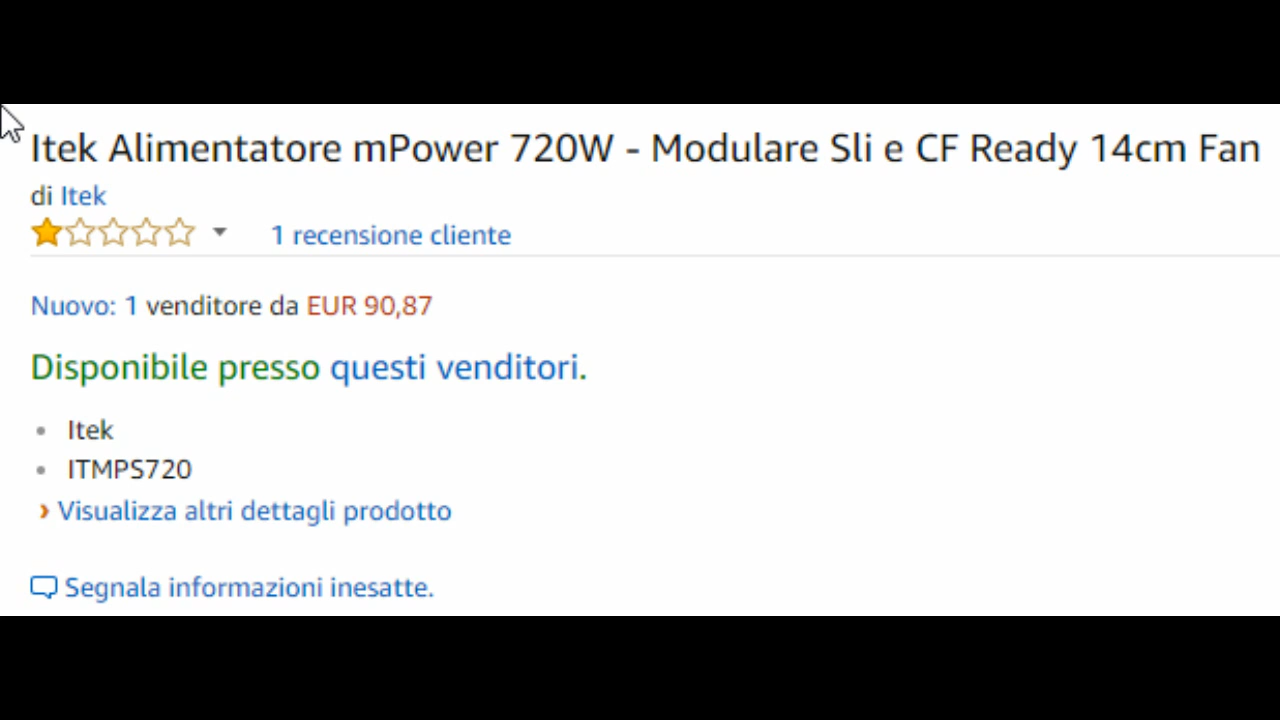 Itek Alimentatore mPower 720W - Modulare Sli e CF Ready 14cm Fan
di Itek
1 recensione cliente
Nuovo: 1 venditore da EUR 90,87
Disponibile presso questi venditori.
Itek
ITMPS720
› Visualizza altri dettagli prodotto
Segnala informazioni inesatte.